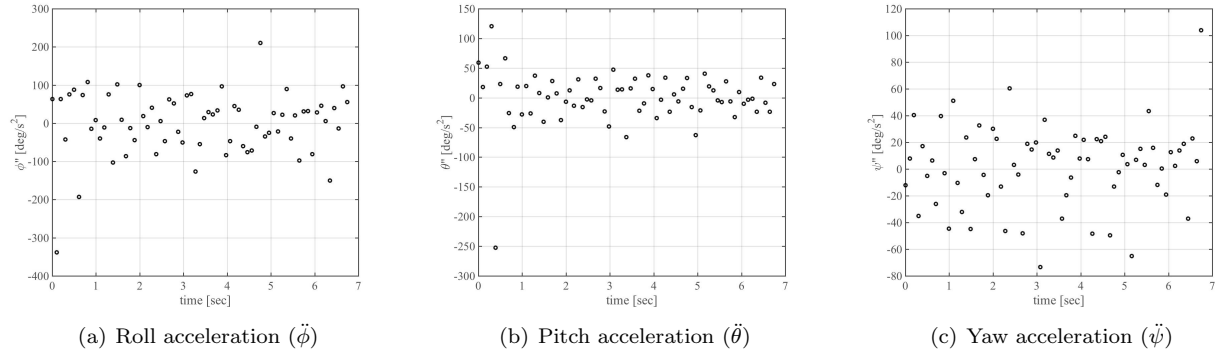 300
200
100
0
-100
-200
-300
-400
ϕ'' [deg/s²]
0 1 2 3 4 5 6 7
time [sec]
(a) Roll acceleration (ϕ̈)
150
100
50
0
-50
-100
-150
-200
-250
-300
θ'' [deg/s²]
0 1 2 3 4 5 6 7
time [sec]
(b) Pitch acceleration (θ̈)
120
100
80
60
40
20
0
-20
-40
-60
-80
ψ'' [deg/s²]
0 1 2 3 4 5 6 7
time [sec]
(c) Yaw acceleration (ψ̈)